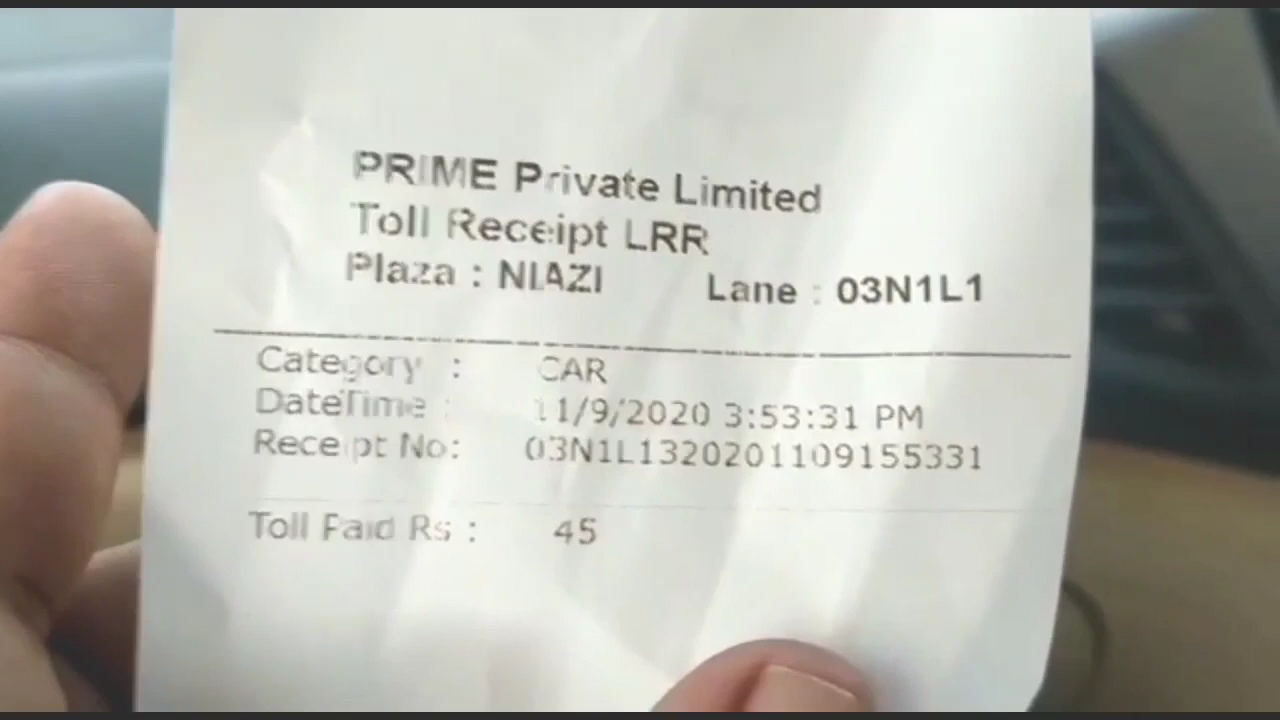 PRIME Private Limited
Toll Receipt LRR
Plaza : NIAZI Lane : 03N1L1
Category : CAR
DateTime : 11/9/2020 3:53:31 PM
Receipt No: 03N1L1320201109155331
Toll Paid Rs : 45